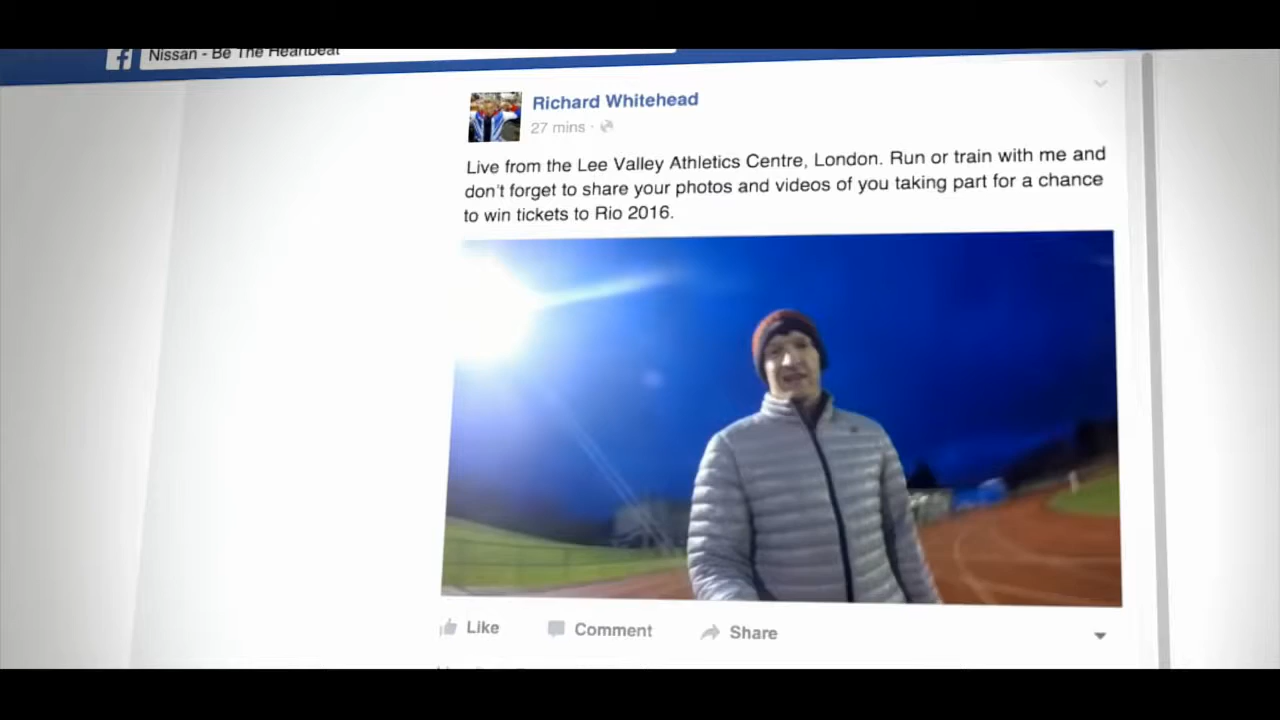 Nissan - Be The Heartbeat
Richard Whitehead
27 mins ·
Live from the Lee Valley Athletics Centre, London. Run or train with me and
don't forget to share your photos and videos of you taking part for a chance
to win tickets to Rio 2016.
Like Comment Share